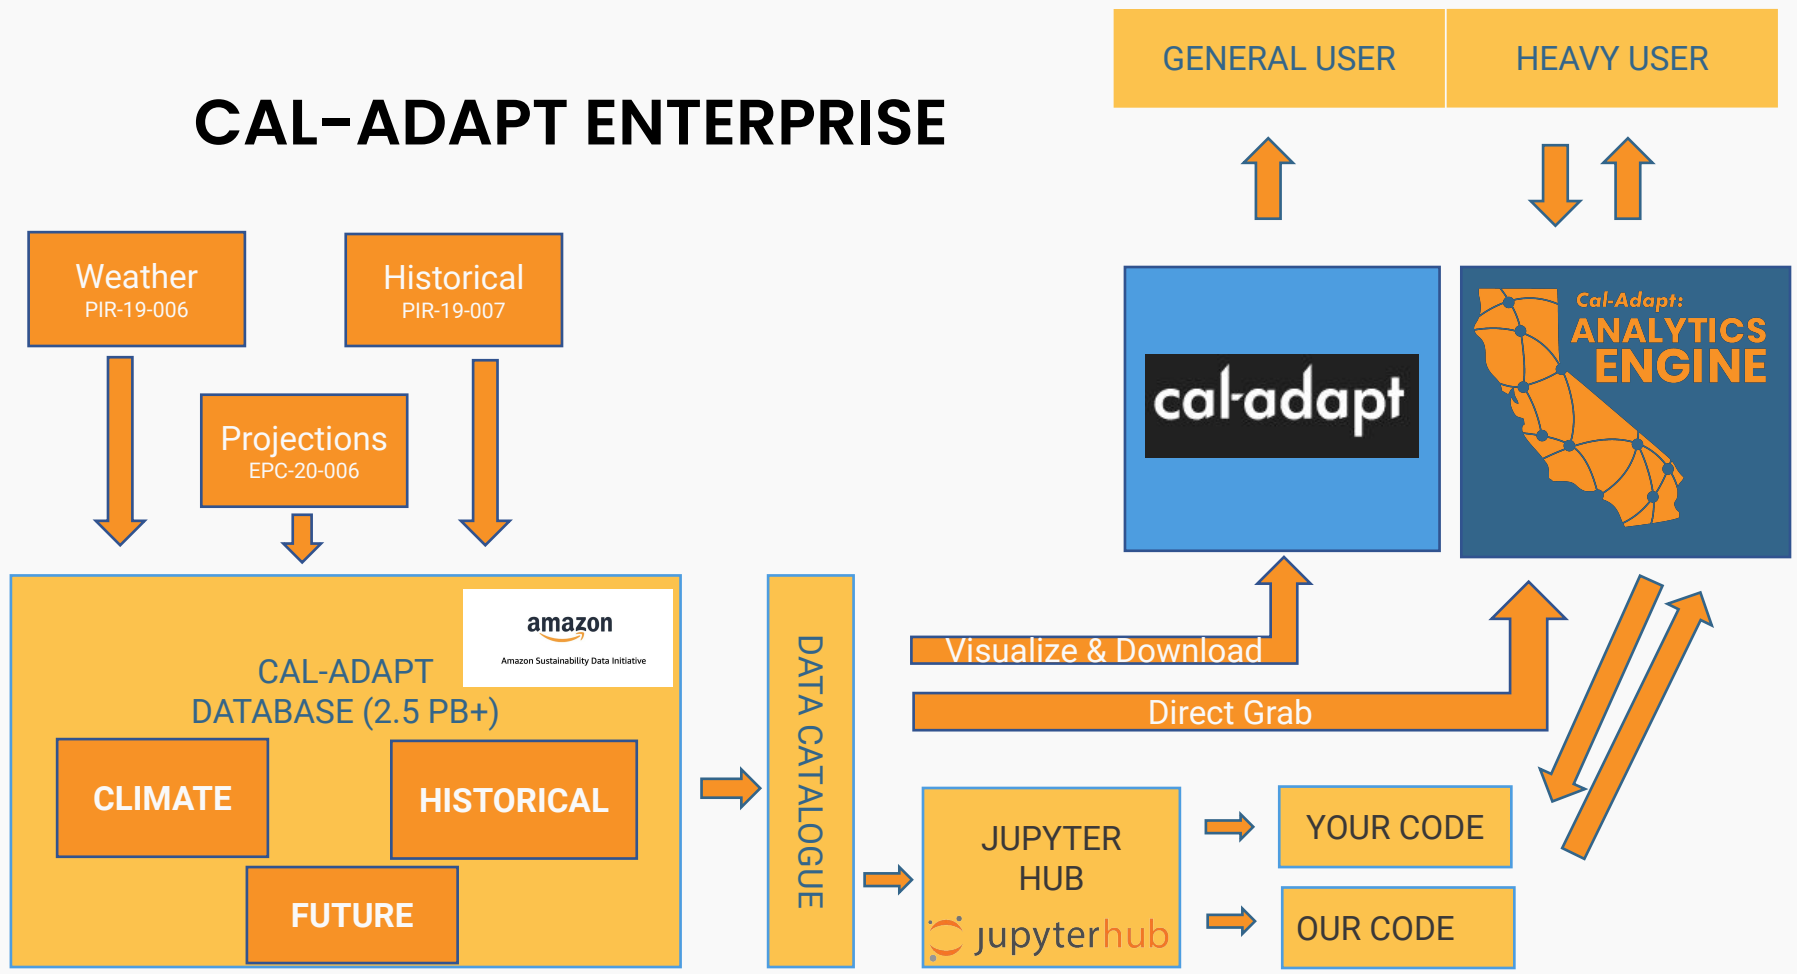 GENERAL USER
HEAVY USER
CAL-ADAPT ENTERPRISE
Weather
PIR-19-006
Historical
PIR-19-007
Projections
EPC-20-006
cal-adapt
Cal-Adapt:
ANALYTICS
ENGINE
amazon
Amazon Sustainability Data Initiative
CAL-ADAPT
DATABASE (2.5 PB+)
CLIMATE
HISTORICAL
FUTURE
DATA CATALOGUE
Visualize & Download
Direct Grab
JUPYTER
HUB
jupyterhub
YOUR CODE
OUR CODE